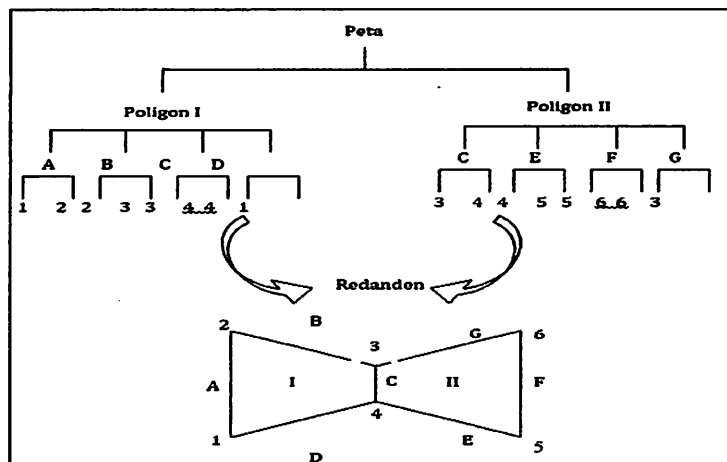 Peta
Poligon I Poligon II
A B C D C E F G
1 2 2 3 3 4 4 1 3 4 4 5 5 6 6 3
Redandon
2 B 3 G 6
A I C II F
1 4 5
D E